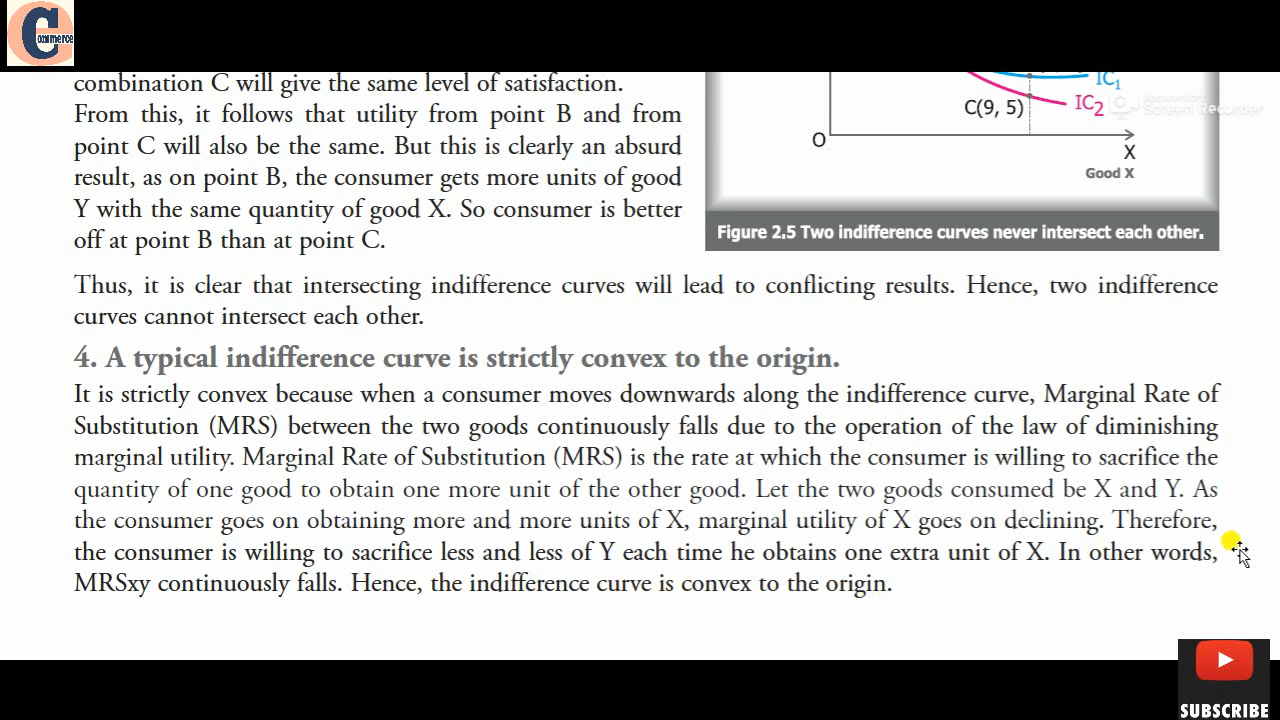 Commerce
combination C will give the same level of satisfaction.
From this, it follows that utility from point B and from
point C will also be the same. But this is clearly an absurd
result, as on point B, the consumer gets more units of good
Y with the same quantity of good X. So consumer is better
off at point B than at point C.
IC1
IC2
C(9, 5)
Screen Recorder
O
X
Good X
Figure 2.5 Two indifference curves never intersect each other.
Thus, it is clear that intersecting indifference curves will lead to conflicting results. Hence, two indifference
curves cannot intersect each other.
4. A typical indifference curve is strictly convex to the origin.
It is strictly convex because when a consumer moves downwards along the indifference curve, Marginal Rate of
Substitution (MRS) between the two goods continuously falls due to the operation of the law of diminishing
marginal utility. Marginal Rate of Substitution (MRS) is the rate at which the consumer is willing to sacrifice the
quantity of one good to obtain one more unit of the other good. Let the two goods consumed be X and Y. As
the consumer goes on obtaining more and more units of X, marginal utility of X goes on declining. Therefore,
the consumer is willing to sacrifice less and less of Y each time he obtains one extra unit of X. In other words,
MRSxy continuously falls. Hence, the indifference curve is convex to the origin.
SUBSCRIBE